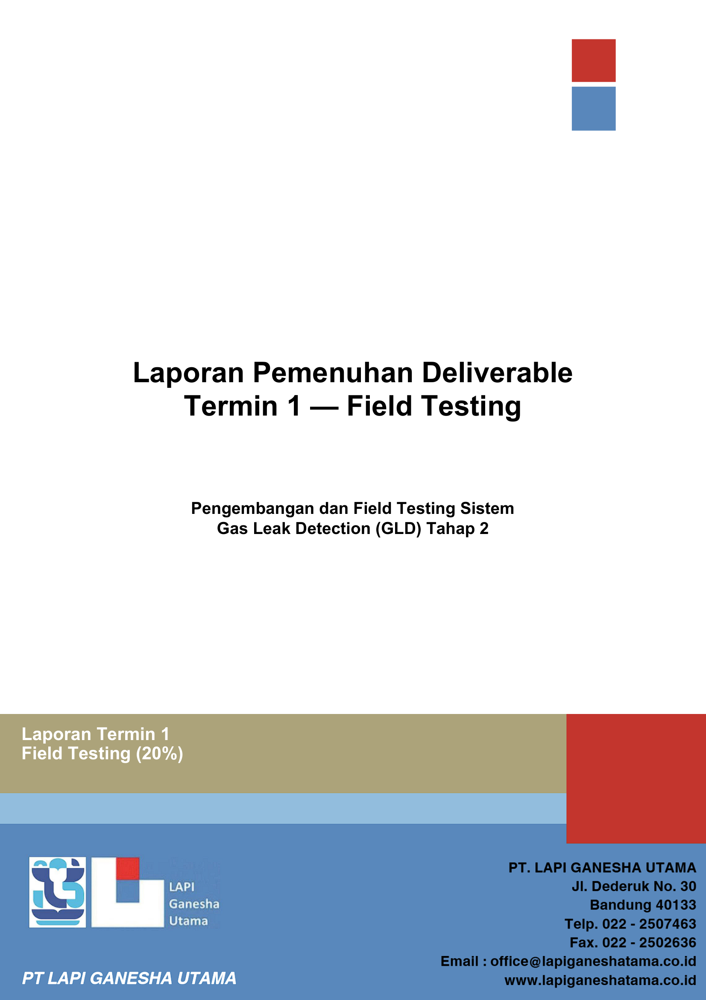 Laporan Pemenuhan Deliverable
Termin 1 — Field Testing
Pengembangan dan Field Testing Sistem
Gas Leak Detection (GLD) Tahap 2
Laporan Termin 1
Field Testing (20%)
LAPI
Ganesha
Utama
PT LAPI GANESHA UTAMA
PT. LAPI GANESHA UTAMA
Jl. Dederuk No. 30
Bandung 40133
Telp. 022 - 2507463
Fax. 022 - 2502636
Email : office@lapiganeshatama.co.id
www.lapiganeshatama.co.id